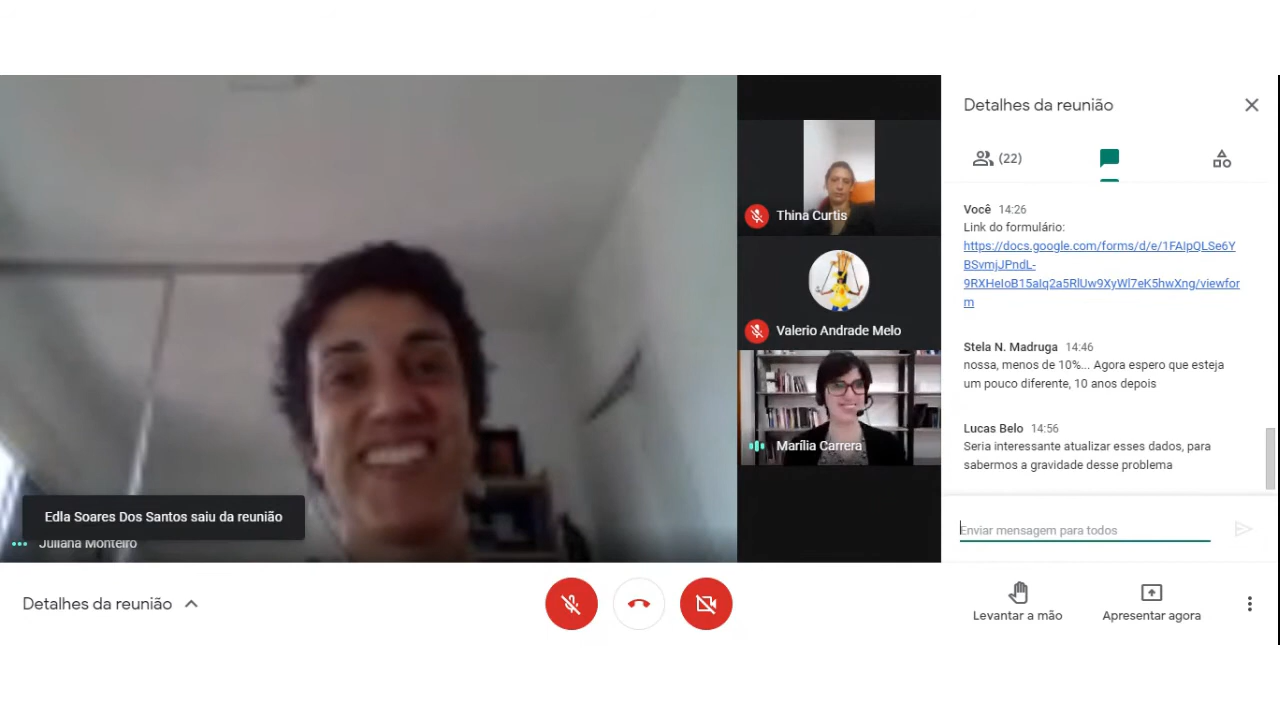 Edla Soares Dos Santos saiu da reunião
Juliana Monteiro
Thina Curtis
Valerio Andrade Melo
Marília Carrera
Detalhes da reunião
(22)
Você 14:26
Link do formulário:
https://docs.google.com/forms/d/e/1FAIpQLSe6Y
BSvmjJPndL-
9RXHeIoB15aIq2a5RlUw9XyWl7eK5hwXng/viewfor
m
Stela N. Madruga 14:46
nossa, menos de 10%... Agora espero que esteja
um pouco diferente, 10 anos depois
Lucas Belo 14:56
Seria interessante atualizar esses dados, para
sabermos a gravidade desse problema
Enviar mensagem para todos
Detalhes da reunião
Levantar a mão
Apresentar agora